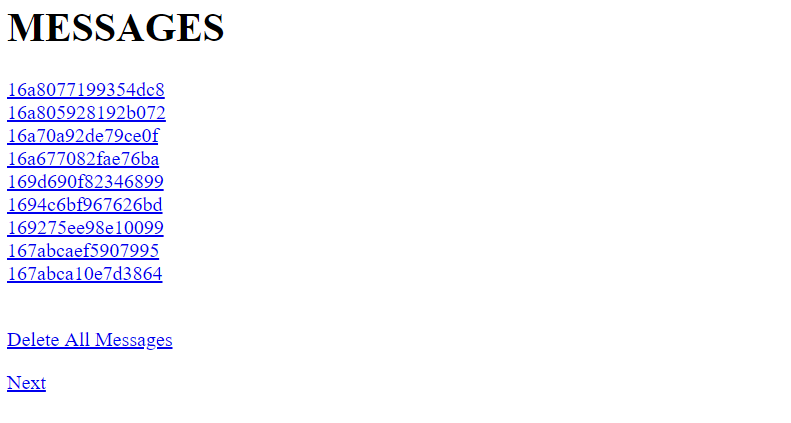 MESSAGES
16a8077199354dc8
16a805928192b072
16a70a92de79ce0f
16a677082fae76ba
169d690f82346899
1694c6bf967626bd
169275ee98e10099
167abcaef5907995
167abca10e7d3864
Delete All Messages
Next